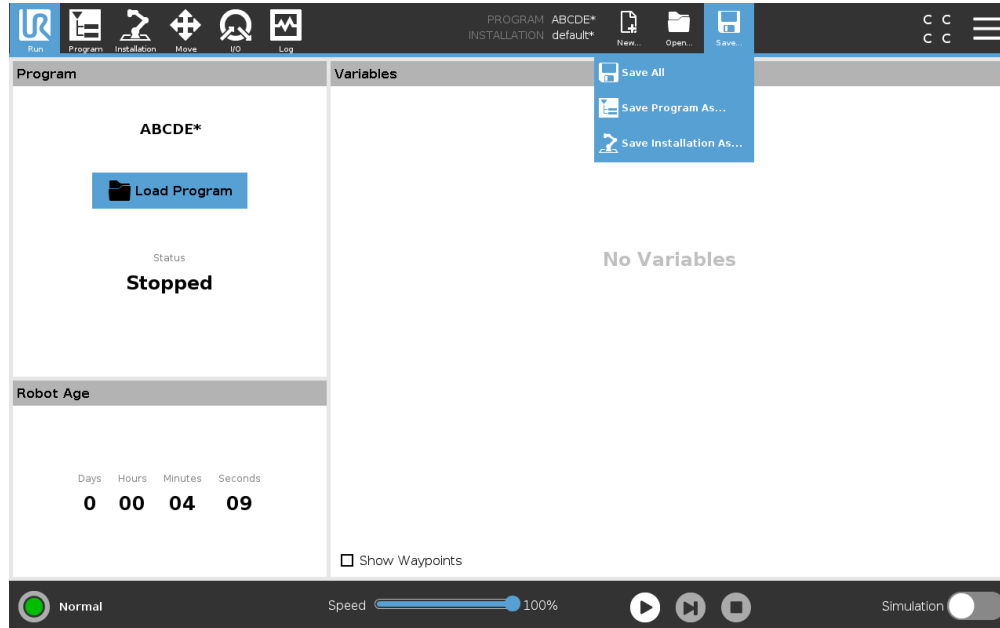 PROGRAM ABCDE*
INSTALLATION default*
UR
Run
Program
Installation
Move
I/O
Log
New...
Open...
Save...
C C
C C
Save All
Save Program As...
Save Installation As...
Program
Variables
ABCDE*
Load Program
Status
Stopped
No Variables
Robot Age
Days Hours Minutes Seconds
0 00 04 09
Show Waypoints
Normal
Speed 100%
Simulation